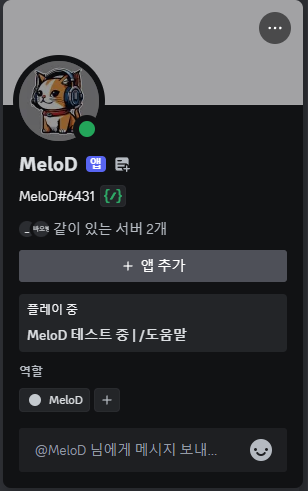 MeloD 앱
MeloD#6431 {/}
같이 있는 서버 2개
+ 앱 추가
플레이 중
MeloD 테스트 중 | /도움말
역할
MeloD +
@MeloD 님에게 메시지 보내...